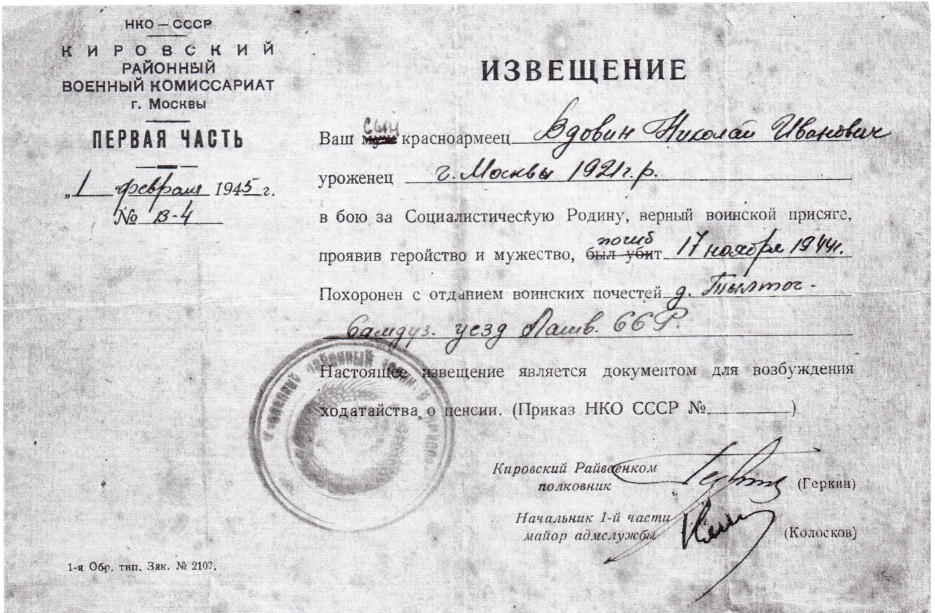 НКО — СССР
КИРОВСКИЙ
РАЙОННЫЙ
ВОЕННЫЙ КОМИССАРИАТ
г. Москвы
ПЕРВАЯ ЧАСТЬ
„1 февраля 1945 г.
№ В-4
ИЗВЕЩЕНИЕ
Ваш муж сын красноармеец Вдовин Николай Иванович
уроженец г. Москвы 1921 г.р.
в бою за Социалистическую Родину, верный воинской присяге,
проявив геройство и мужество, был убит погиб 17 ноября 1944 г.
Похоронен с отданием воинских почестей д.
уезд Латв. ССР.
Настоящее извещение является документом для возбуждения
ходатайства о пенсии. (Приказ НКО СССР № )
Кировский Райвоенком
полковник (Геркин)
Начальник 1-й части
майор адмслужбы (Колосков)
1-я Обр. тип. Зак. № 2107.